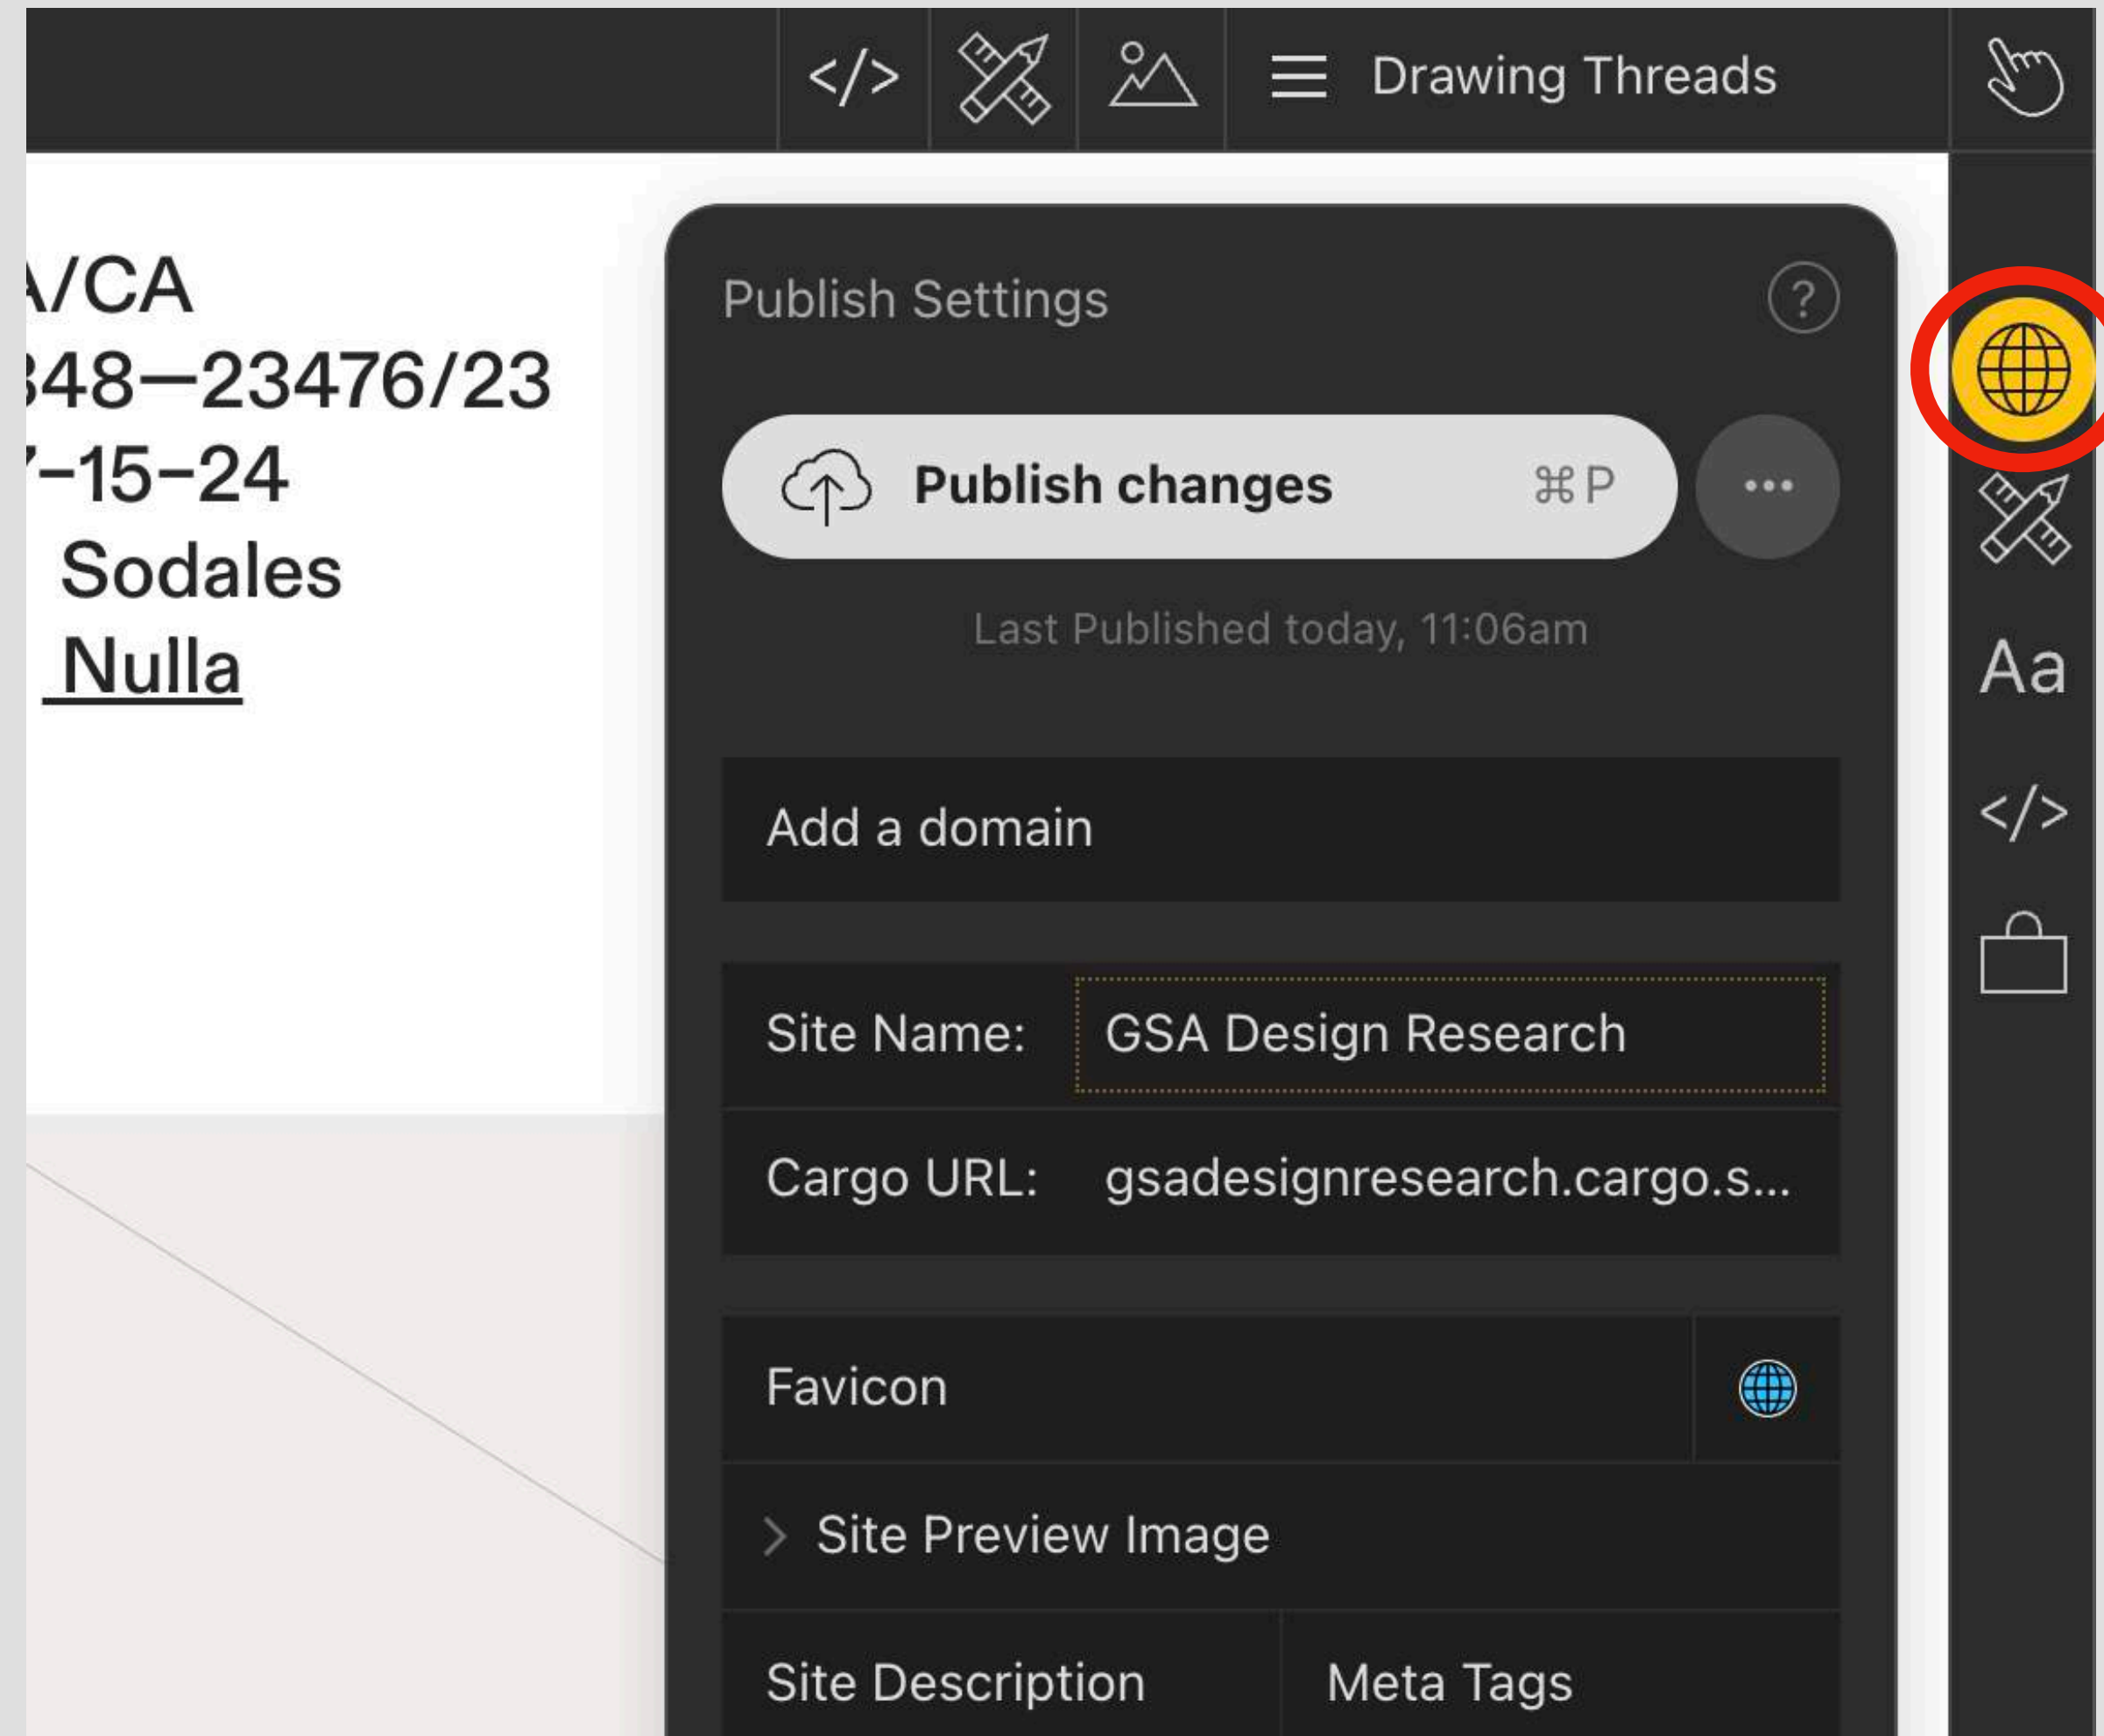 </> Drawing Threads
/CA
48—23476/23
–15–24
Sodales
Nulla
Publish Settings
?
Publish changes ⌘P
...
Last Published today, 11:06am
Add a domain
Site Name: GSA Design Research
Cargo URL: gsadesignresearch.cargo.s...
Favicon
> Site Preview Image
Site Description Meta Tags
Aa
</>